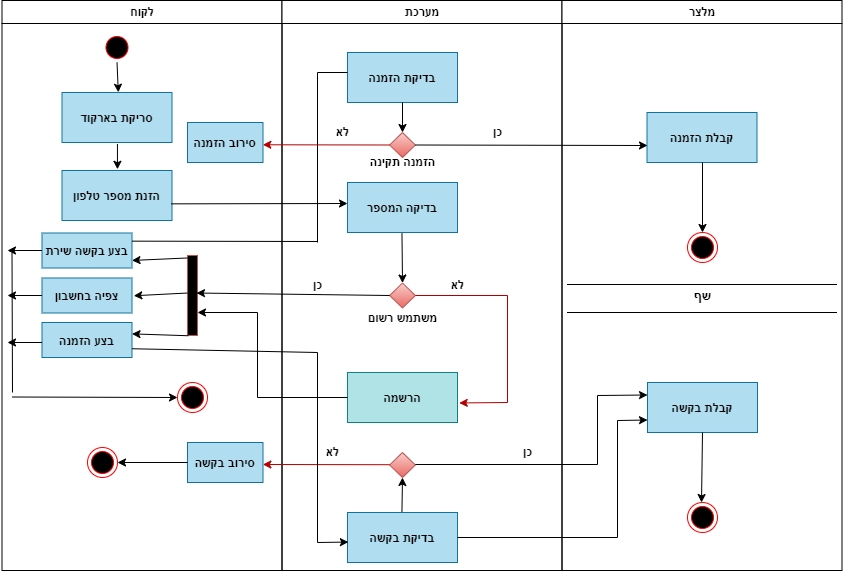 לקוח
מערכת
מלצר
בדיקת הזמנה
סריקת בארקוד
סירוב הזמנה
לא
כן
קבלת הזמנה
הזמנה תקינה
הזנת מספר טלפון
בדיקה המספר
בצע בקשה שירת
צפיה בחשבון
כן
לא
שף
משתמש רשום
בצע הזמנה
הרשמה
קבלת בקשה
סירוב בקשה
לא
כן
בדיקת בקשה